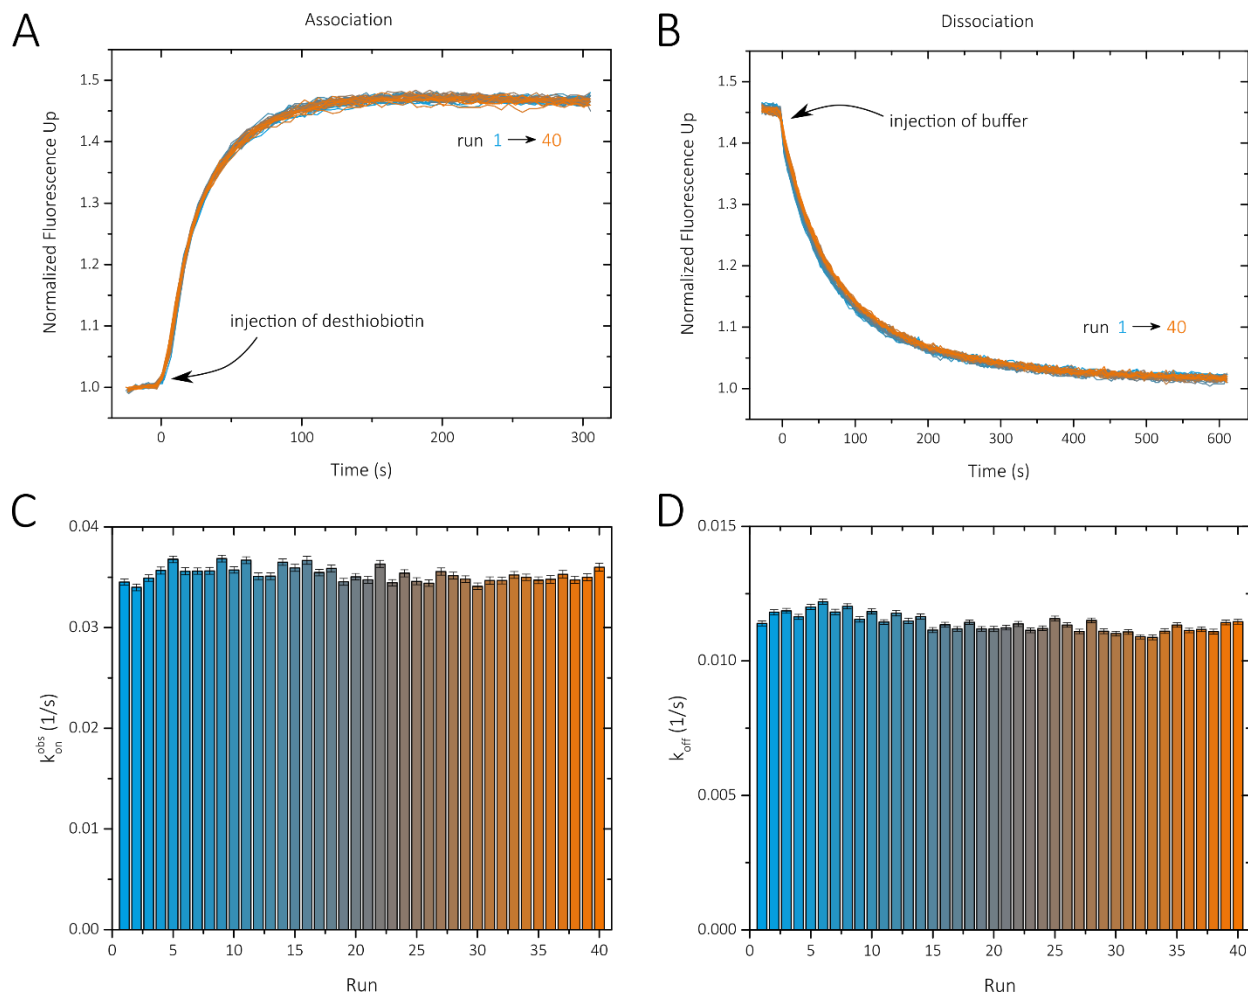 A
Association
Normalized Fluorescence Up
1.5
1.4
1.3
1.2
1.1
1.0
run 1 → 40
injection of desthiobiotin
0 100 200 300
Time (s)
B
Dissociation
Normalized Fluorescence Up
1.5
1.4
1.3
1.2
1.1
1.0
injection of buffer
run 1 → 40
0 100 200 300 400 500 600
Time (s)
C
k_on^obs (1/s)
0.04
0.03
0.02
0.01
0.00
0 5 10 15 20 25 30 35 40
Run
D
k_off (1/s)
0.015
0.010
0.005
0.000
0 5 10 15 20 25 30 35 40
Run